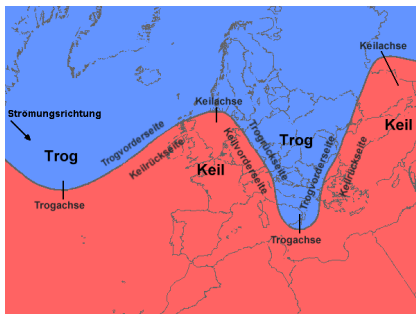 Keilachse
Keilachse
Strömungsrichtung
Keil
Trogvorderseite
Keilrückseite
Keilvorderseite
Trogrückseite
Trog
Trog
Keil
Trogvorderseite
Keilrückseite
Trogachse
Trogachse